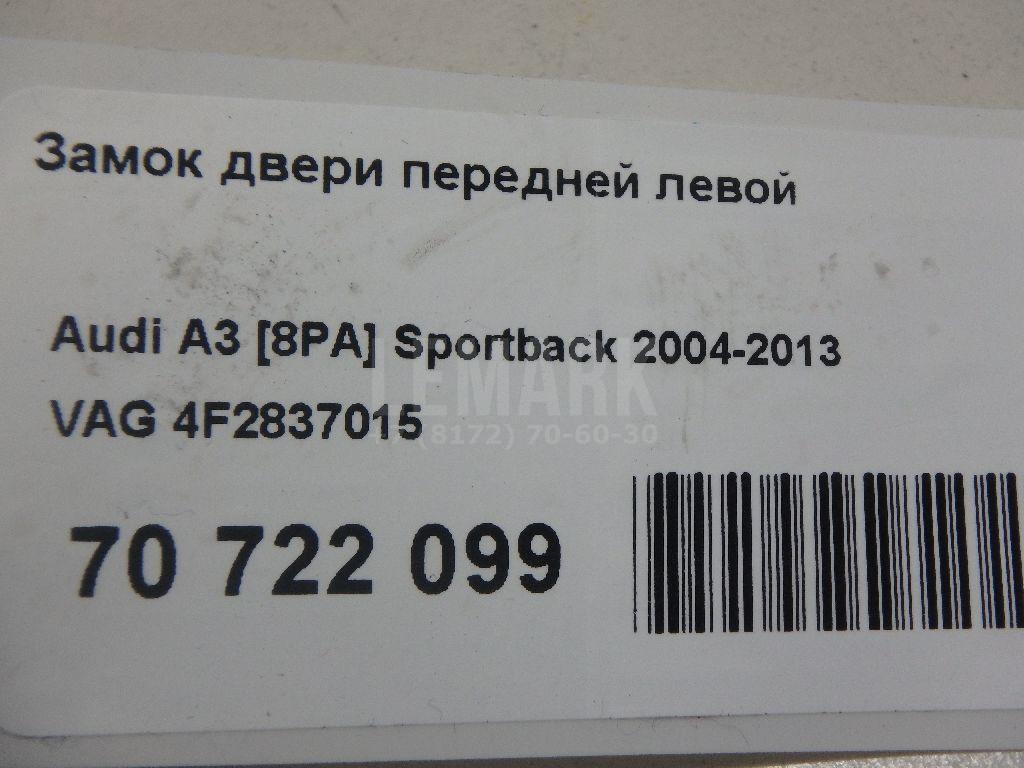 Замок двери передней левой
Audi A3 [8PA] Sportback 2004-2013
LEMARK
VAG 4F2837015
+7 (8172) 70-60-30
70 722 099